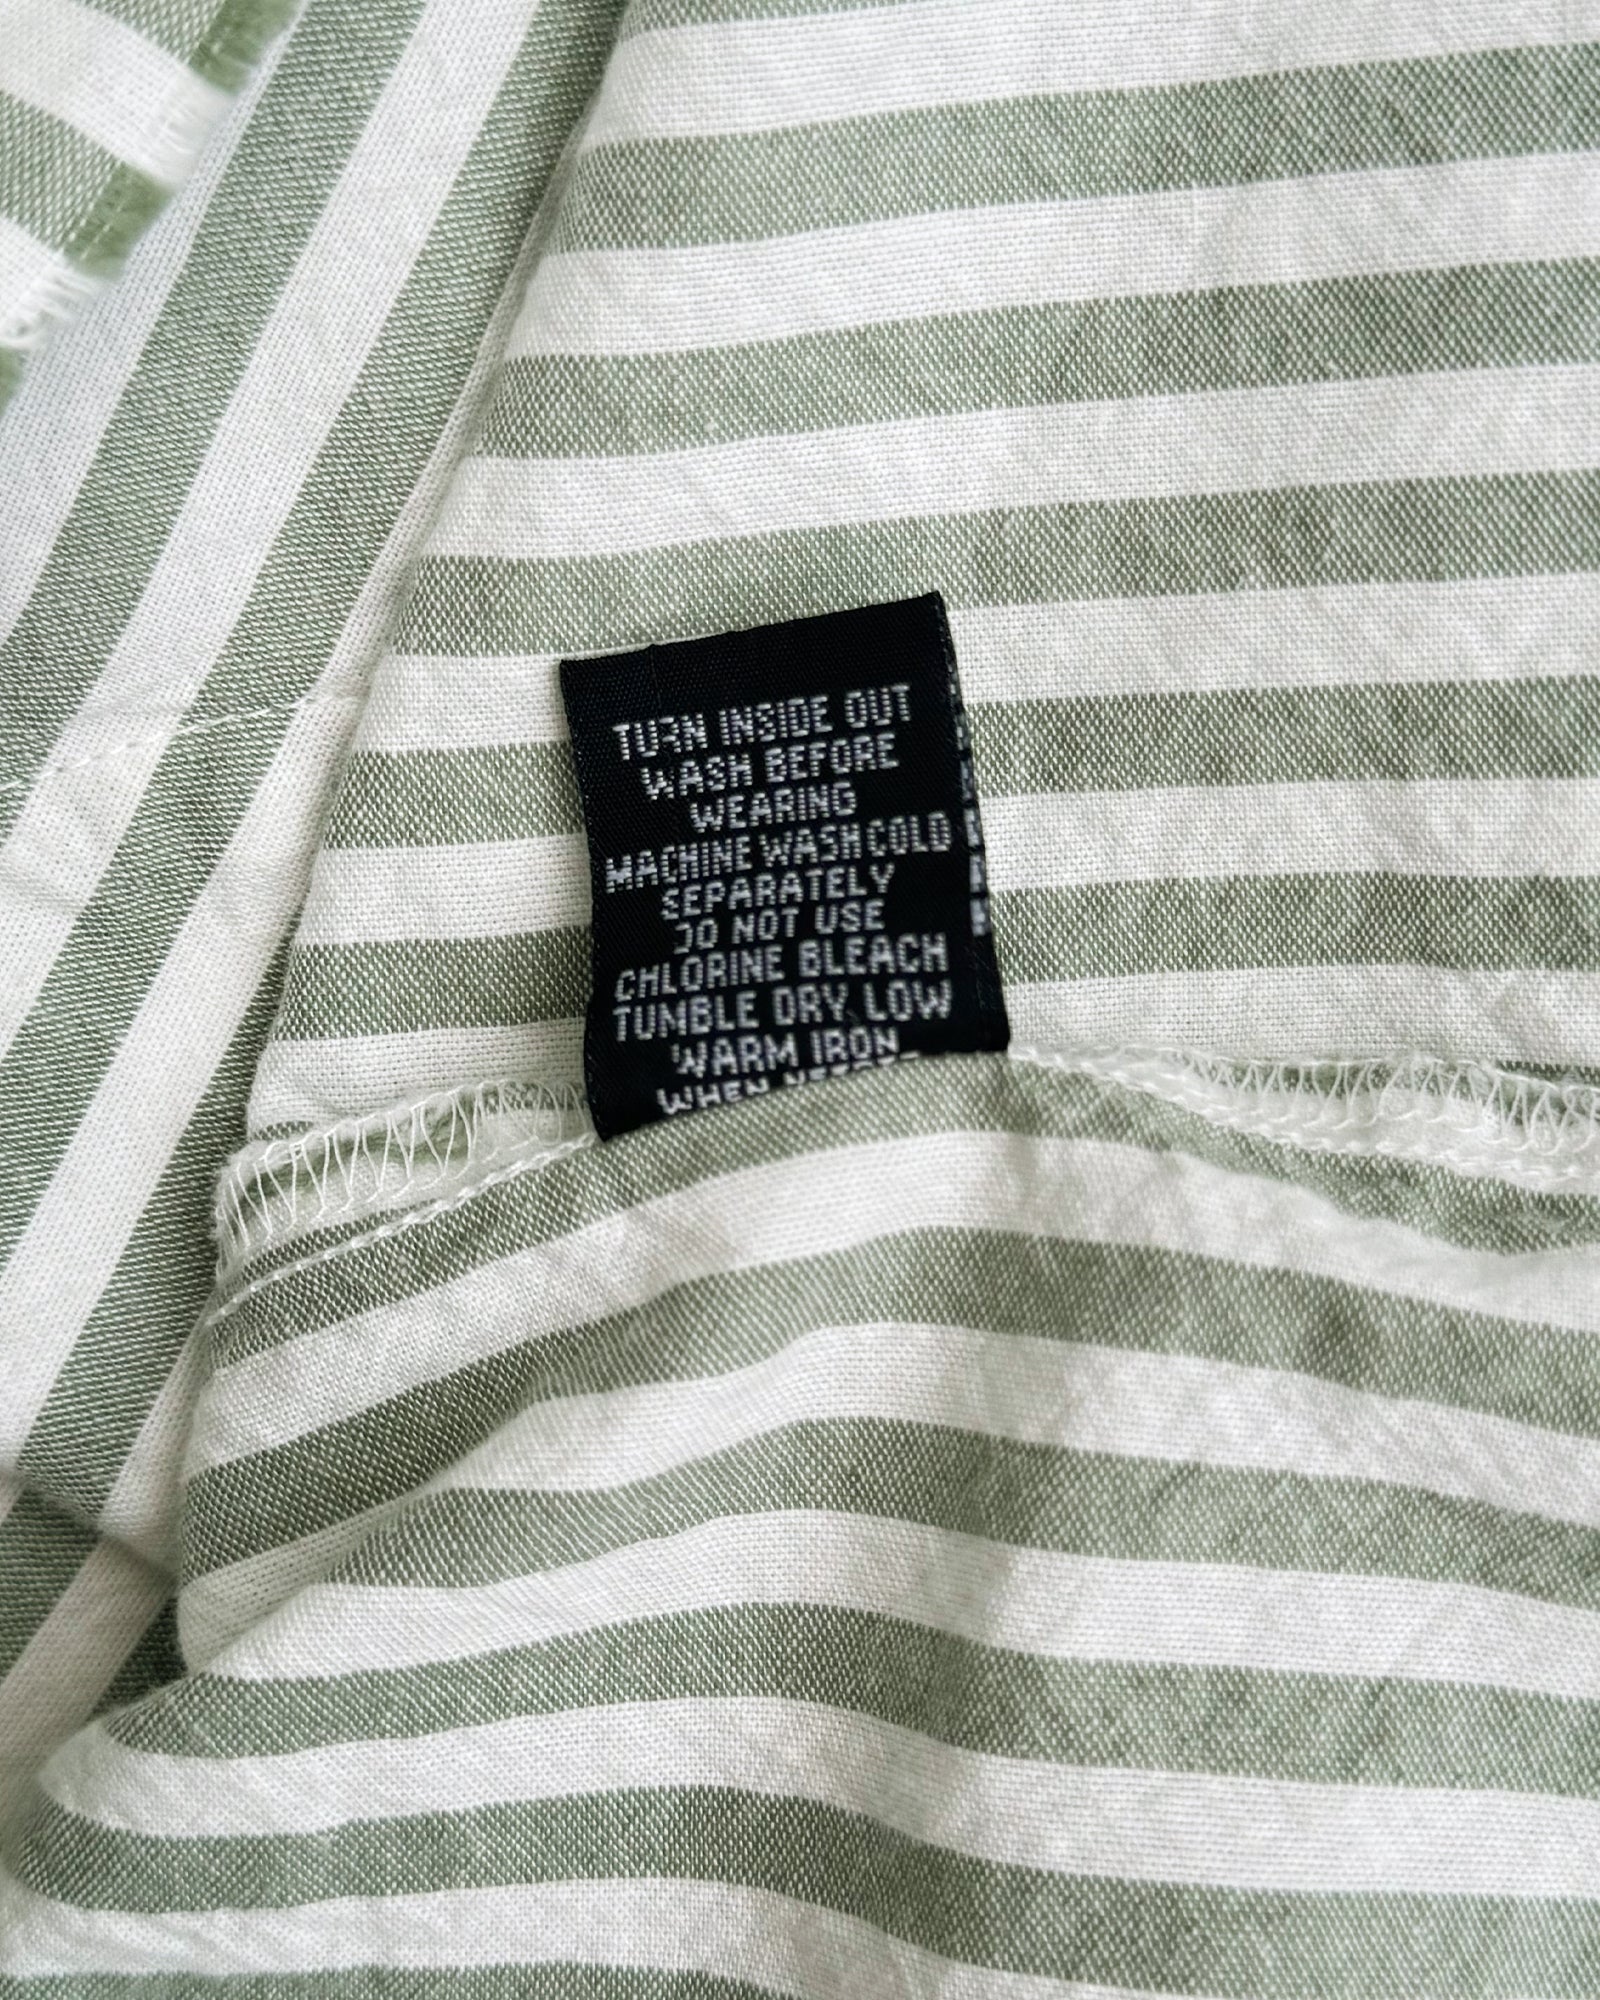 TURN INSIDE OUT
WASH BEFORE
WEARING
MACHINE WASH COLD
SEPARATELY
DO NOT USE
CHLORINE BLEACH
TUMBLE DRY LOW
WARM IRON
WHEN